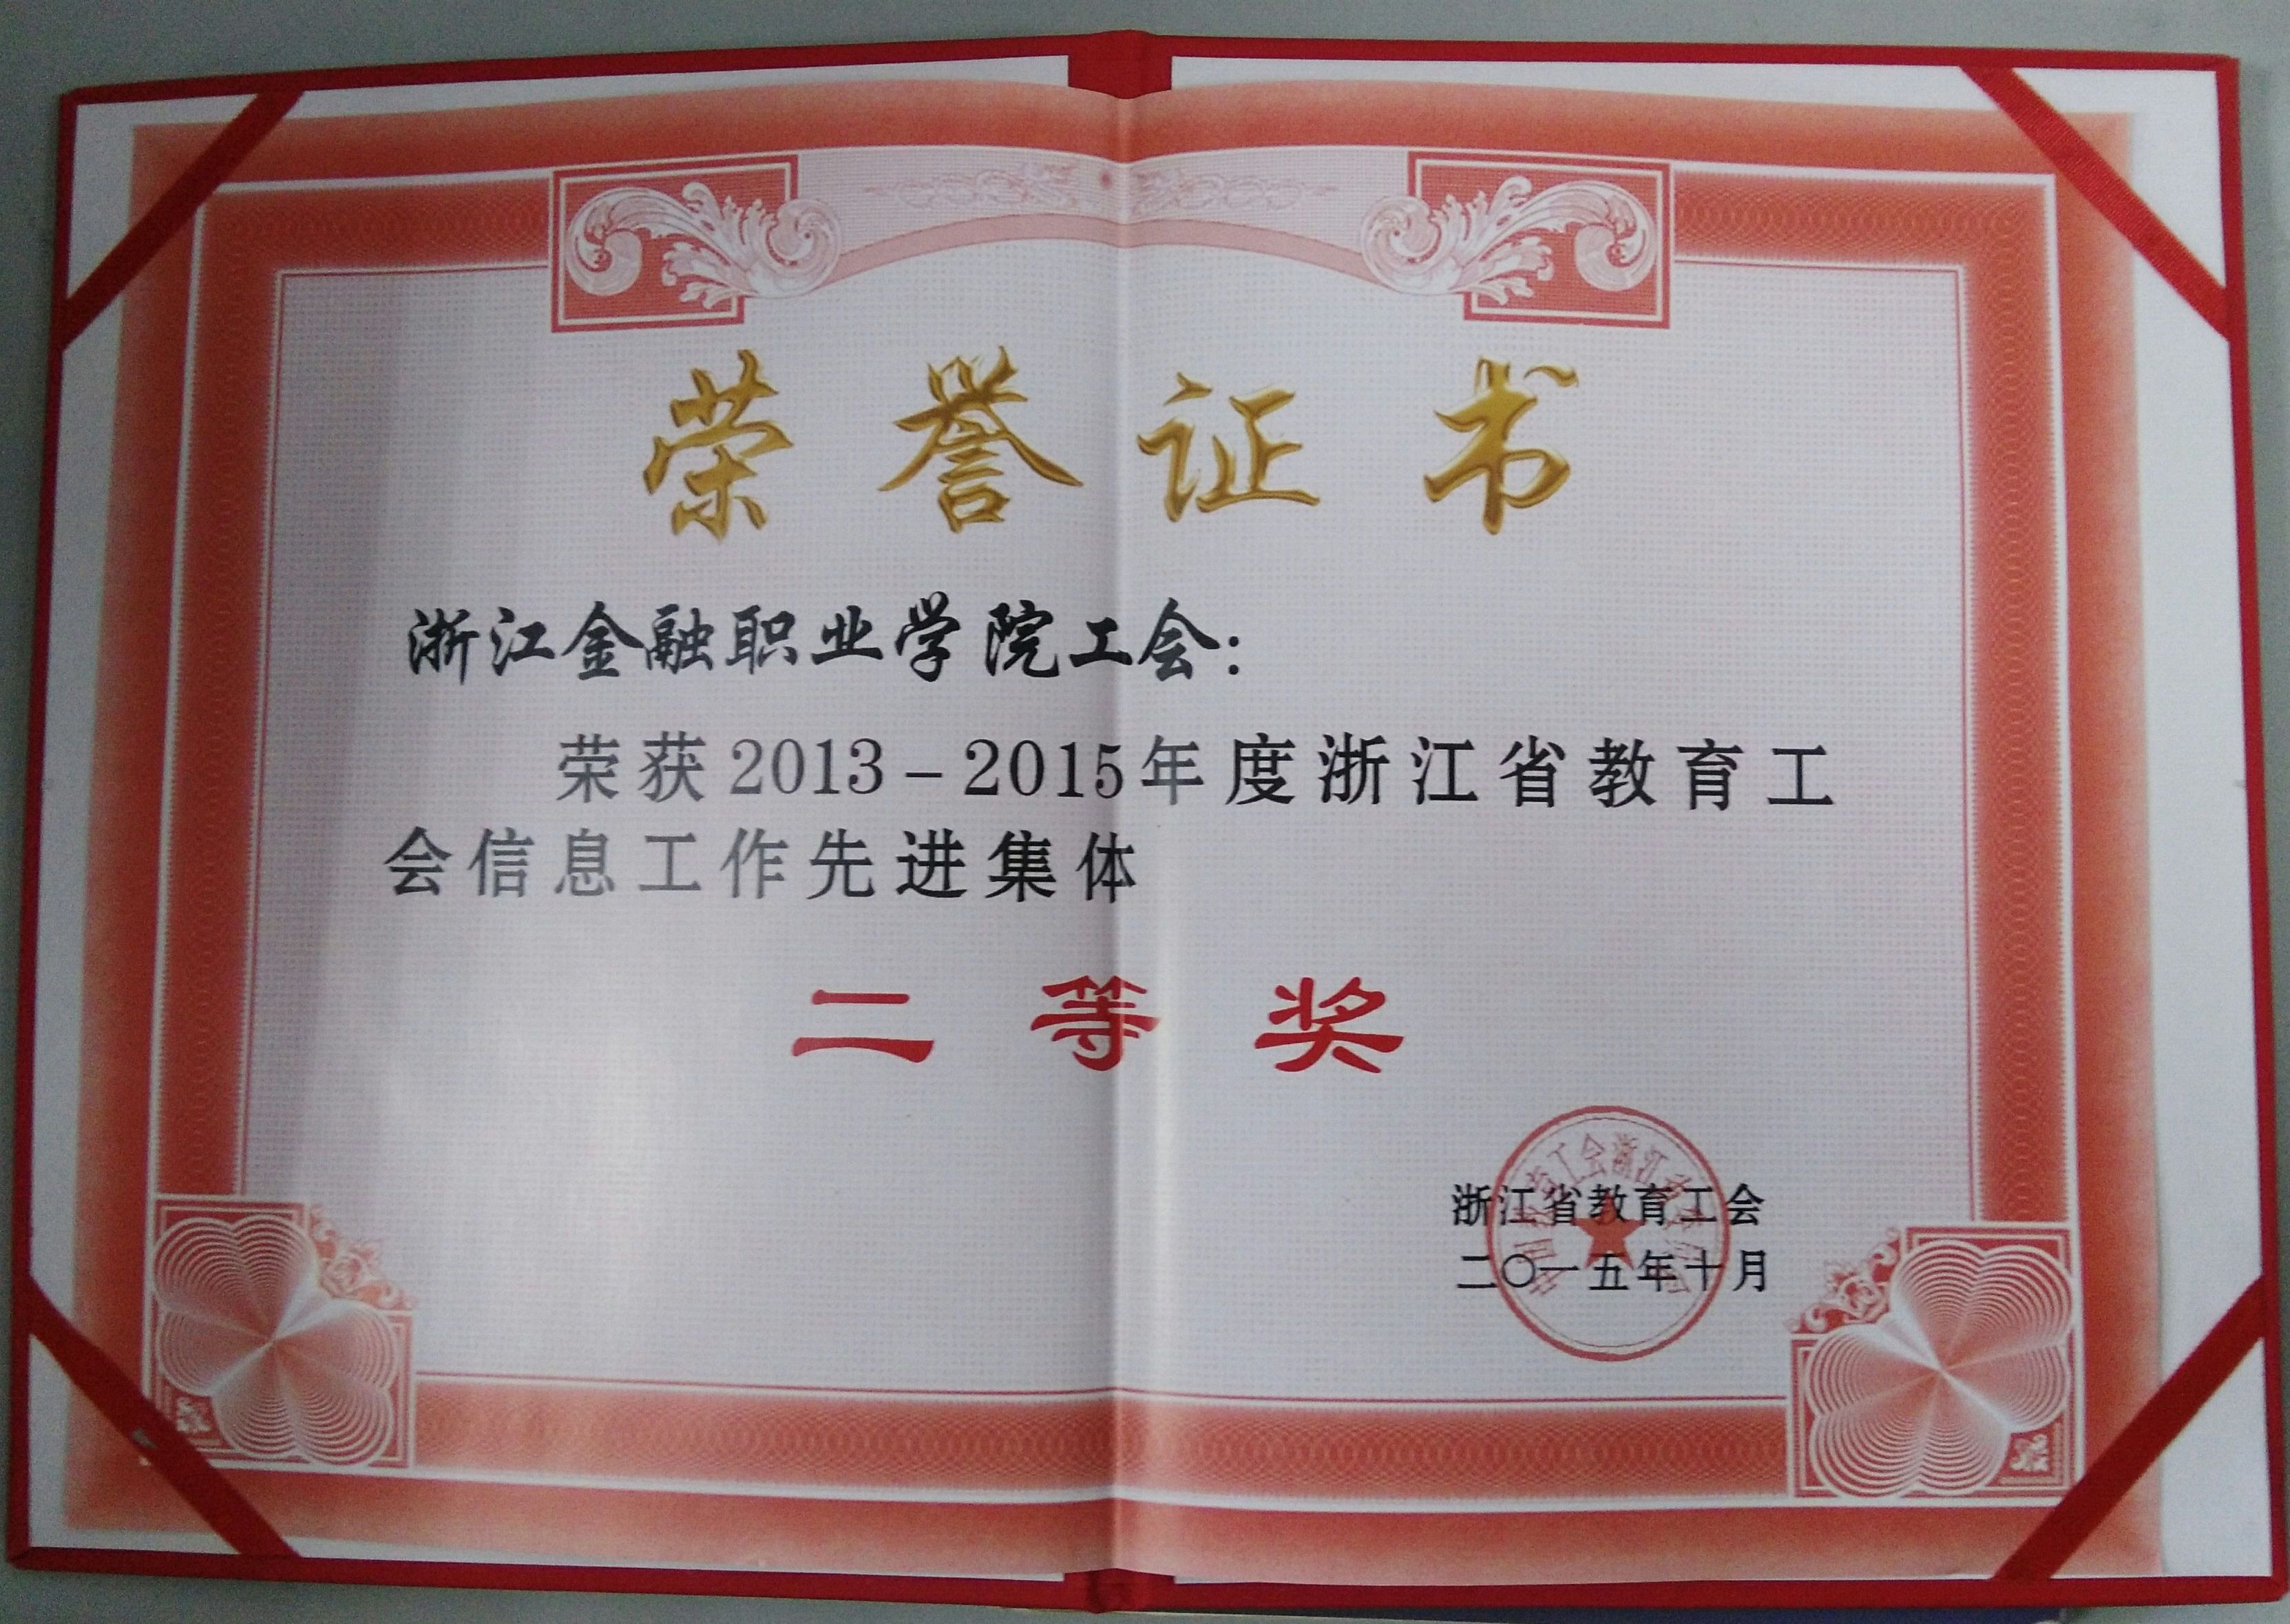 荣誉证书
浙江金融职业学院工会：
荣获2013-2015年度浙江省教育工
会信息工作先进集体
二等奖
浙江省教育工会
二〇一五年十月